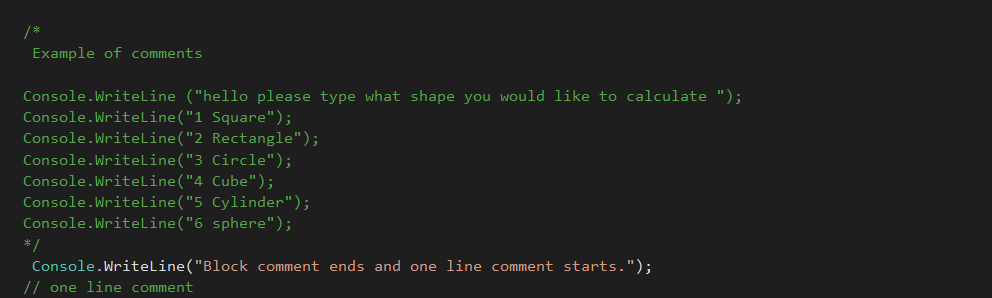 /*
Example of comments
Console.WriteLine ("hello please type what shape you would like to calculate ");
Console.WriteLine("1 Square");
Console.WriteLine("2 Rectangle");
Console.WriteLine("3 Circle");
Console.WriteLine("4 Cube");
Console.WriteLine("5 Cylinder");
Console.WriteLine("6 sphere");
*/
Console.WriteLine("Block comment ends and one line comment starts.");
// one line comment